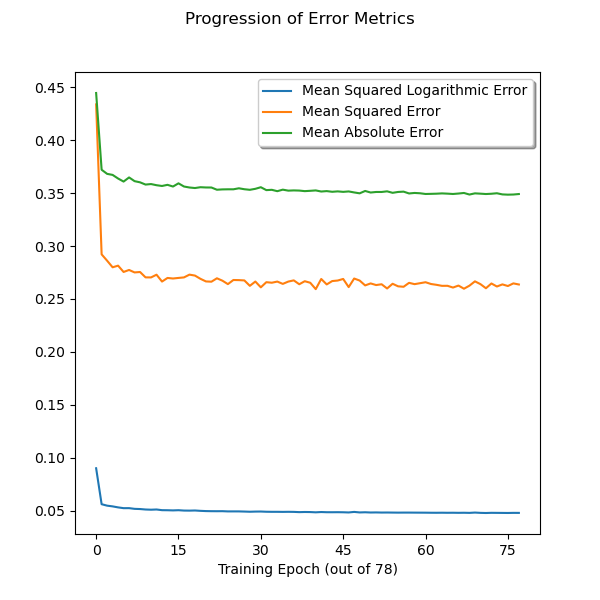 Progression of Error Metrics
Mean Squared Logarithmic Error
Mean Squared Error
Mean Absolute Error
0.45
0.40
0.35
0.30
0.25
0.20
0.15
0.10
0.05
0 15 30 45 60 75
Training Epoch (out of 78)